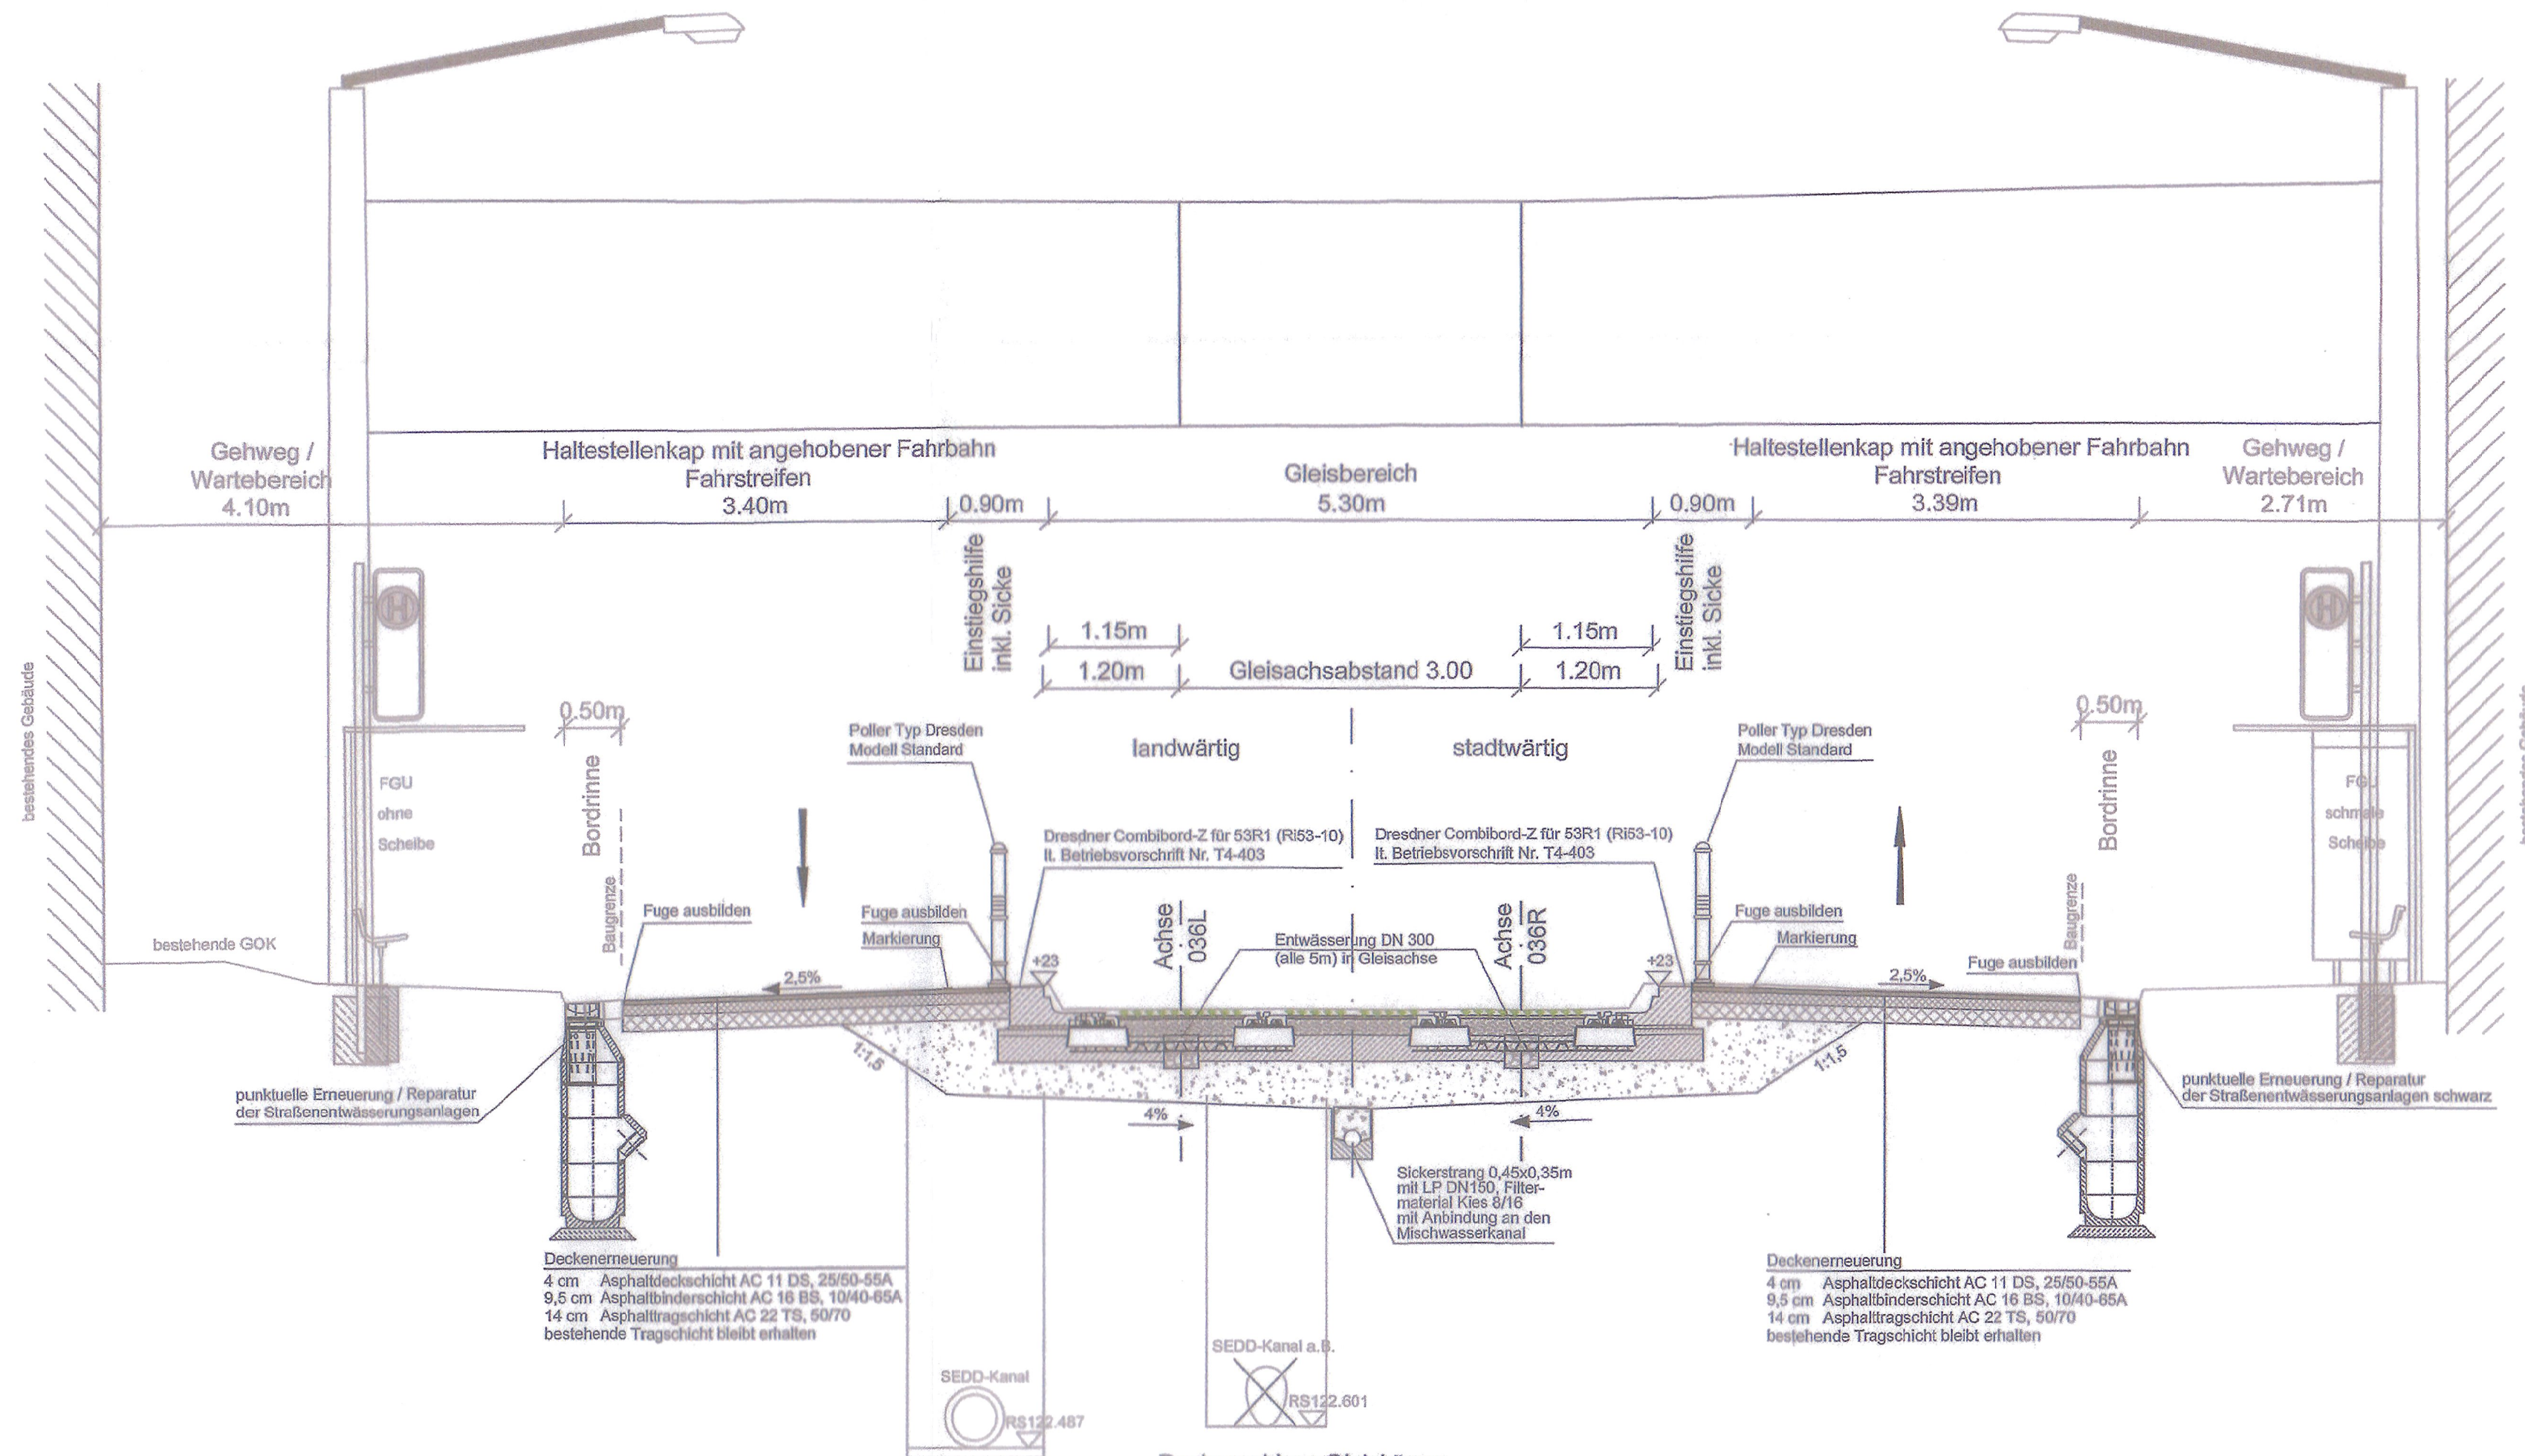 Gehweg /
Wartebereich
4.10m
Haltestellenkap mit angehobener Fahrbahn
Fahrstreifen
3.40m
0.90m
Gleisbereich
5.30m
0.90m
Haltestellenkap mit angehobener Fahrbahn
Fahrstreifen
3.39m
Gehweg /
Wartebereich
2.71m
Einstiegshilfe
inkl. Sicke
Einstiegshilfe
inkl. Sicke
H
H
1.15m
1.15m
1.20m
Gleisachsabstand 3.00
1.20m
bestehendes Gebäude
0.50m
Bordrinne
Baugrenze
0.50m
Bordrinne
Baugrenze
Poller Typ Dresden
Modell Standard
landwärtig
stadtwärtig
Poller Typ Dresden
Modell Standard
FGU
ohne
Scheibe
FGU
schmale
Scheibe
Dresdner Combibord-Z für 53R1 (Ri53-10)
lt. Betriebsvorschrift Nr. T4-403
Dresdner Combibord-Z für 53R1 (Ri53-10)
lt. Betriebsvorschrift Nr. T4-403
Fuge ausbilden
Fuge ausbilden
Markierung
Achse
036L
Achse
036R
Entwässerung DN 300
(alle 5m) in Gleisachse
Fuge ausbilden
Markierung
Fuge ausbilden
bestehende GOK
+23
+23
2,5%
2,5%
1:1,5
1:1,5
punktuelle Erneuerung / Reparatur
der Straßenentwässerungsanlagen
punktuelle Erneuerung / Reparatur
der Straßenentwässerungsanlagen schwarz
4%
4%
Sickerstrang 0,45x0,35m
mit LP DN150, Filter-
material Kies 8/16
mit Anbindung an den
Mischwasserkanal
Deckenerneuerung
4 cm Asphaltdeckschicht AC 11 DS, 25/50-55A
9,5 cm Asphaltbinderschicht AC 16 BS, 10/40-65A
14 cm Asphalttragschicht AC 22 TS, 50/70
bestehende Tragschicht bleibt erhalten
Deckenerneuerung
4 cm Asphaltdeckschicht AC 11 DS, 25/50-55A
9,5 cm Asphaltbinderschicht AC 16 BS, 10/40-65A
14 cm Asphalttragschicht AC 22 TS, 50/70
bestehende Tragschicht bleibt erhalten
SEDD-Kanal
RS122.487
SEDD-Kanal a.B.
RS122.601